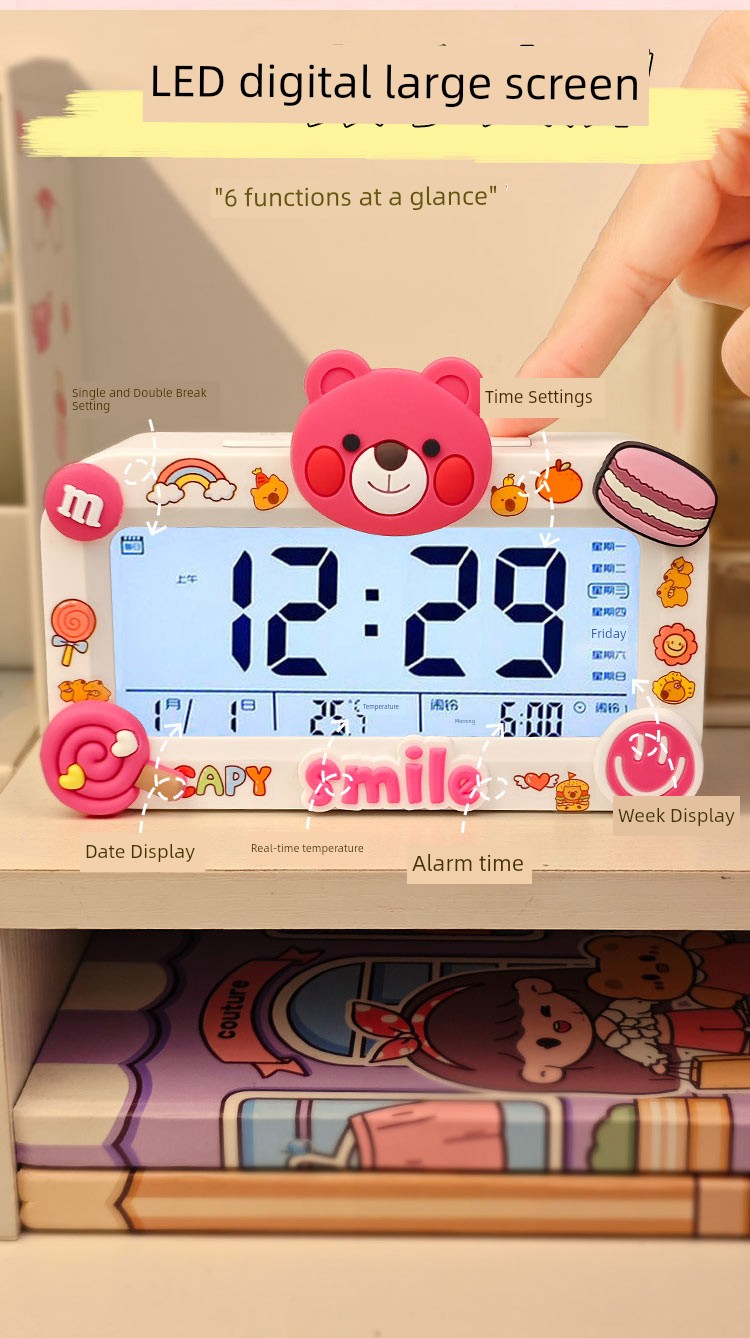 LED digital large screen
"6 functions at a glance"
Single and Double Break
Setting
Time Settings
m
每日
上午
12:29
星期一
星期二
星期三
星期四
Friday
星期六
星期日
1月/ 1日
25.
℃
Temperature
闹铃
Morning
6:00
闹铃 1
CAPY
smile
Week Display
Date Display
Real-time temperature
Alarm time
couture